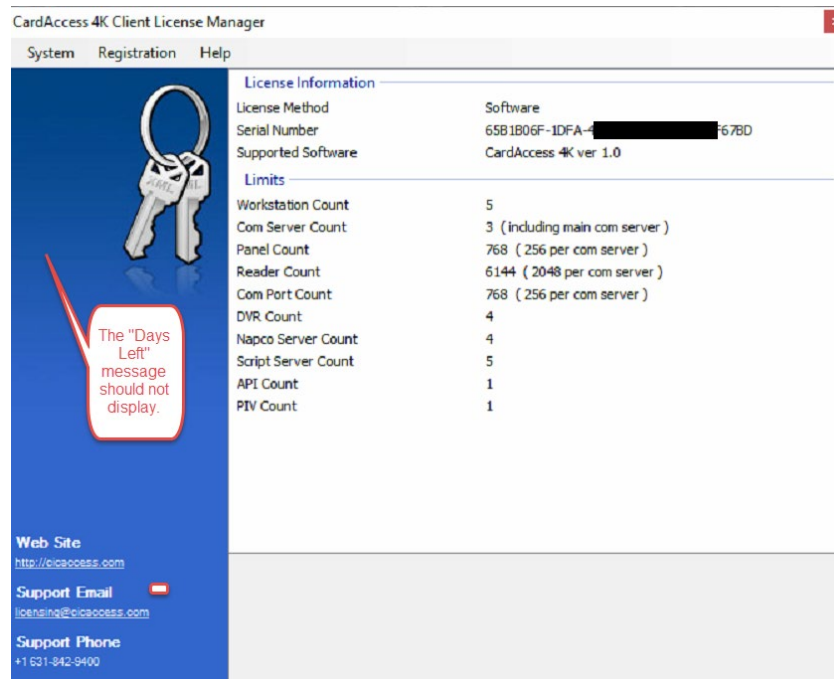 CardAccess 4K Client License Manager
System Registration Help
License Information
License Method Software
Serial Number 65B1B06F-1DFA-4 F67BD
Supported Software CardAccess 4K ver 1.0
Limits
Workstation Count 5
Com Server Count 3 ( including main com server )
Panel Count 768 ( 256 per com server )
Reader Count 6144 ( 2048 per com server )
Com Port Count 768 ( 256 per com server )
DVR Count 4
Napco Server Count 4
Script Server Count 5
API Count 1
PIV Count 1
The "Days
Left"
message
should not
display.
Web Site
http://cicaccess.com
Support Email
licensing@cicaccess.com
Support Phone
+1 631-842-9400